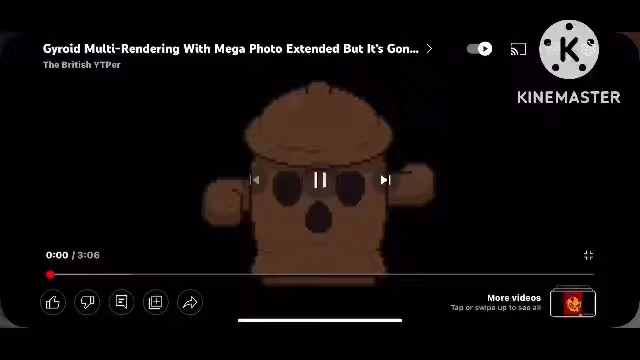 Gyroid Multi-Rendering With Mega Photo Extended But It's Gon...
The British YTPer
KINEMASTER
0:00 / 3:06
More videos
Tap or swipe up to see all